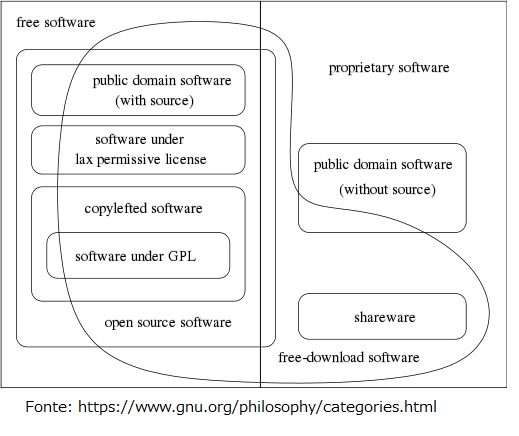 free software
public domain software
(with source)
software under
lax permissive license
copylefted software
software under GPL
open source software
proprietary software
public domain software
(without source)
shareware
free-download software
Fonte: https://www.gnu.org/philosophy/categories.html